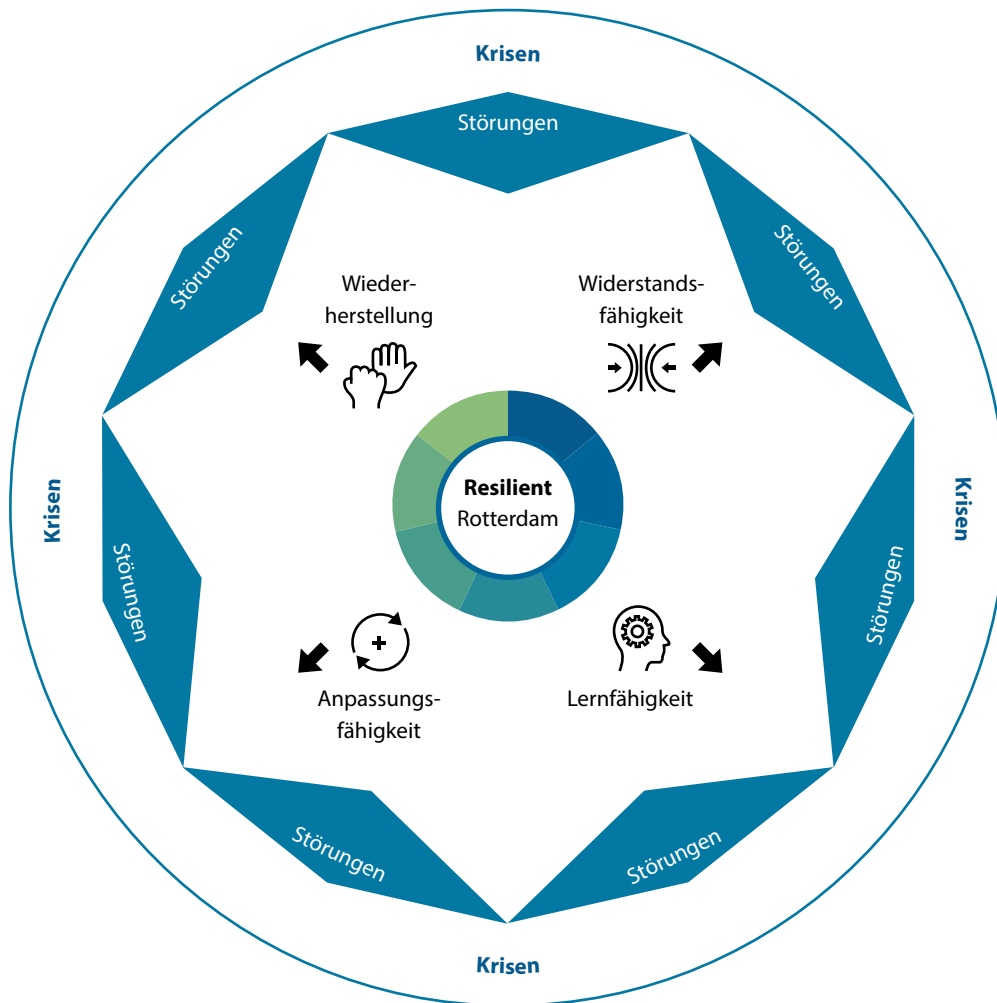 Krisen
Störungen
Störungen
Störungen
Wieder-
herstellung
Widerstands-
fähigkeit
Krisen
Resilient
Rotterdam
Krisen
Störungen
Störungen
Anpassungs-
fähigkeit
Lernfähigkeit
Störungen
Störungen
Krisen